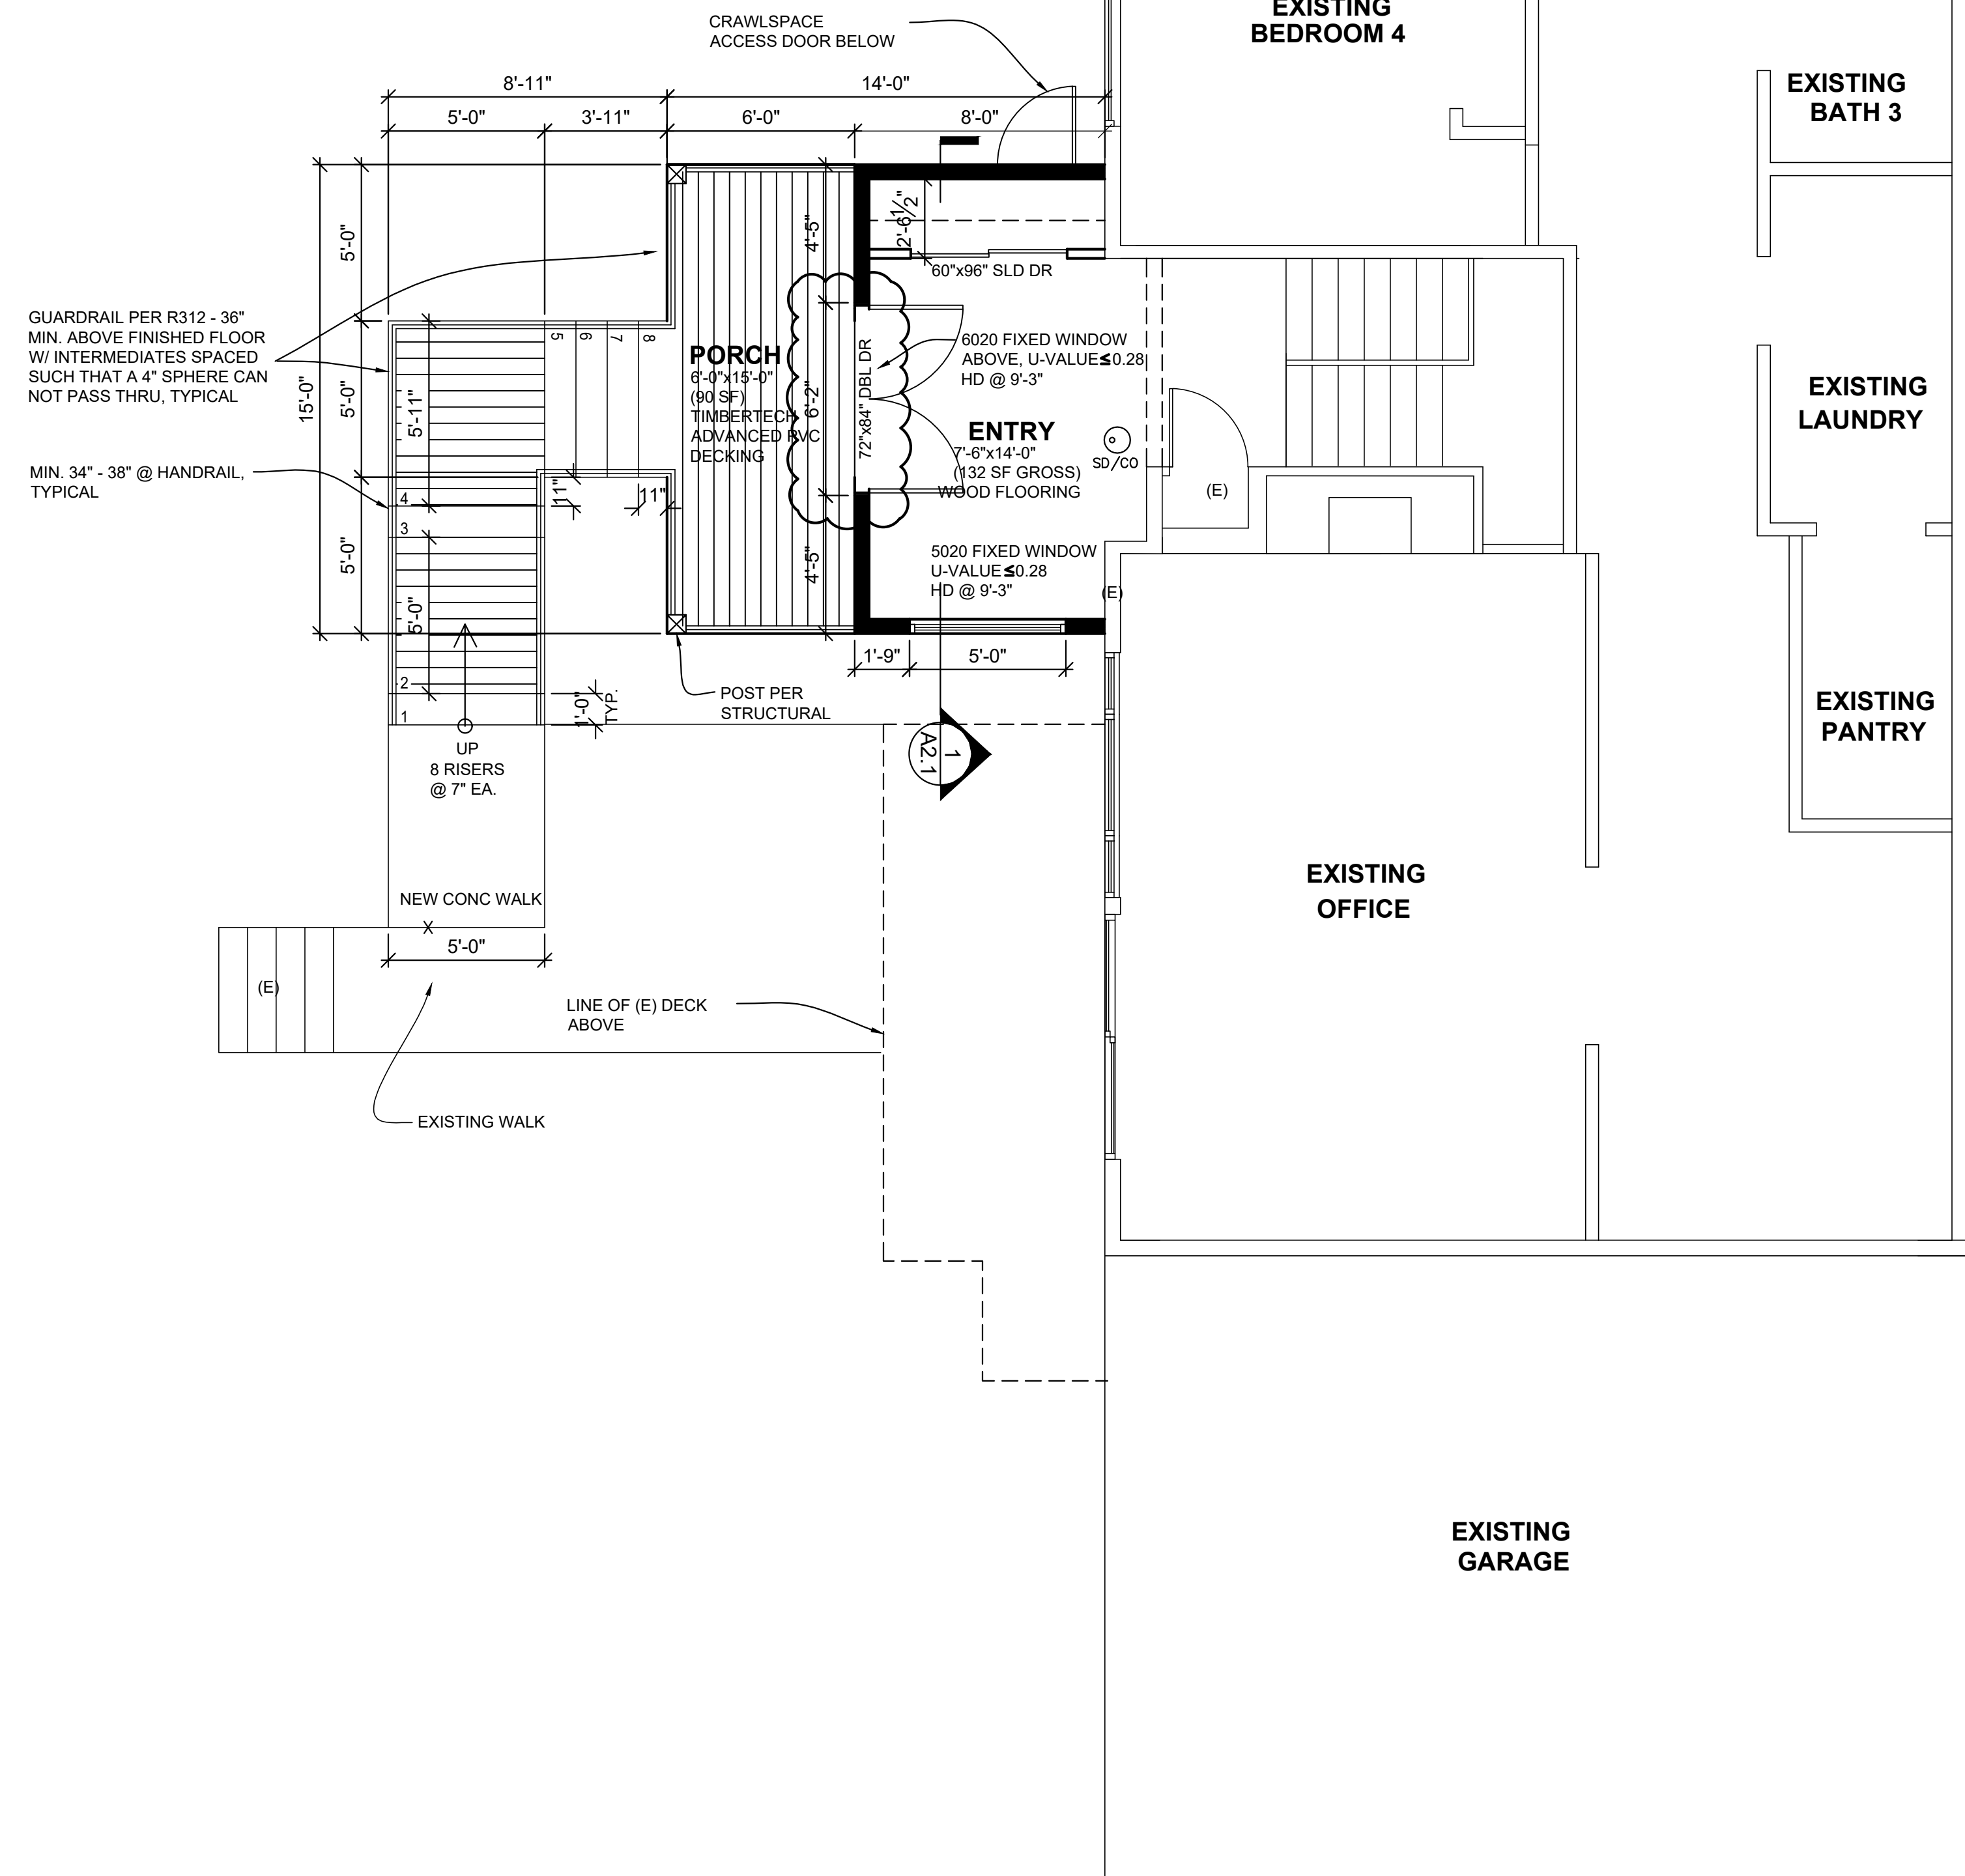 CRAWLSPACE
ACCESS DOOR BELOW
EXISTING
BEDROOM 4
8'-11"
14'-0"
5'-0"
3'-11"
6'-0"
8'-0"
EXISTING
BATH 3
15'-0"
5'-0"
5'-0"
5'-0"
GUARDRAIL PER R312 - 36"
MIN. ABOVE FINISHED FLOOR
W/ INTERMEDIATES SPACED
SUCH THAT A 4" SPHERE CAN
NOT PASS THRU, TYPICAL
MIN. 34" - 38" @ HANDRAIL,
TYPICAL
5
6
7
8
5'-11"
4
3
5'-0"
2
1
11"
11"
1'-0"
TYP.
PORCH
6'-0"x15'-0"
(90 SF)
TIMBERTECH
ADVANCED PVC
DECKING
4'-5"
6'-2"
4'-5"
72"x84" DBL DR
2'-6 1/2"
60"x96" SLD DR
6020 FIXED WINDOW
ABOVE, U-VALUE≤0.28
HD @ 9'-3"
ENTRY
7'-6"x14'-0"
(132 SF GROSS)
WOOD FLOORING
SD/CO
(E)
5020 FIXED WINDOW
U-VALUE≤0.28
HD @ 9'-3"
(E)
1'-9"
5'-0"
POST PER
STRUCTURAL
1
A2.1
UP
8 RISERS
@ 7" EA.
NEW CONC WALK
5'-0"
(E)
LINE OF (E) DECK
ABOVE
EXISTING WALK
EXISTING
LAUNDRY
EXISTING
PANTRY
EXISTING
OFFICE
EXISTING
GARAGE